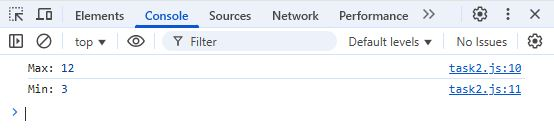 Elements Console Sources Network Performance
top Filter Default levels No Issues
Max: 12 task2.js:10
Min: 3 task2.js:11